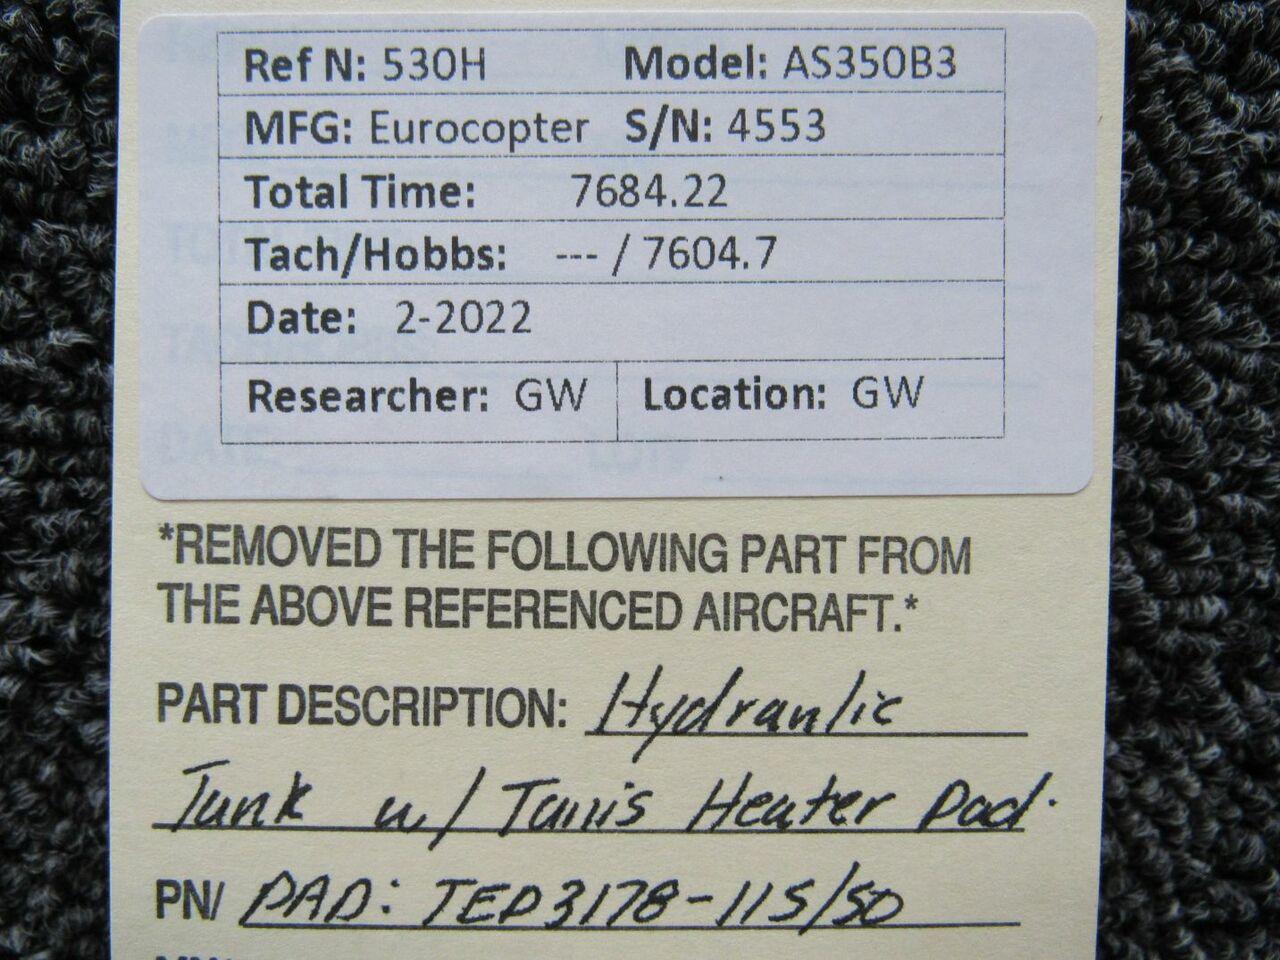 Ref N: 530H Model: AS350B3
MFG: Eurocopter S/N: 4553
Total Time: 7684.22
Tach/Hobbs: --- / 7604.7
Date: 2-2022
Researcher: GW Location: GW
*REMOVED THE FOLLOWING PART FROM
THE ABOVE REFERENCED AIRCRAFT.*
PART DESCRIPTION: Hydraulic
Tank w/ Tanis Heater Pad.
PN/ PAD: TEP3178-115/50